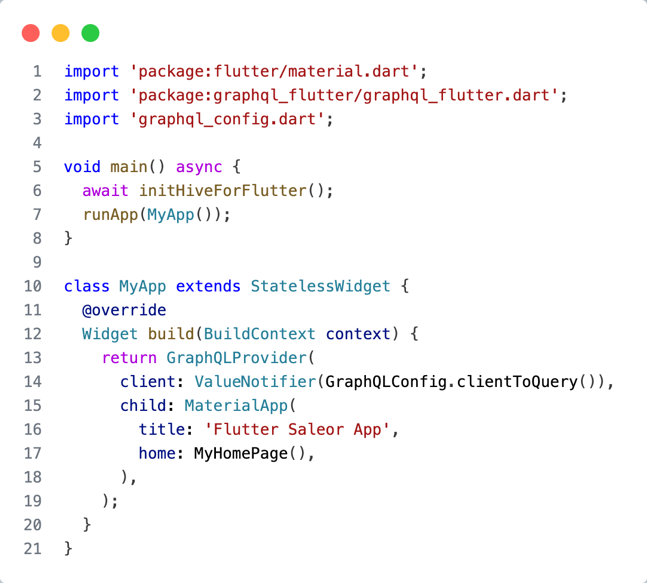 1 import 'package:flutter/material.dart';
2 import 'package:graphql_flutter/graphql_flutter.dart';
3 import 'graphql_config.dart';
4
5 void main() async {
6   await initHiveForFlutter();
7   runApp(MyApp());
8 }
9
10 class MyApp extends StatelessWidget {
11   @override
12   Widget build(BuildContext context) {
13     return GraphQLProvider(
14       client: ValueNotifier(GraphQLConfig.clientToQuery()),
15       child: MaterialApp(
16         title: 'Flutter Saleor App',
17         home: MyHomePage(),
18       ),
19     );
20   }
21 }